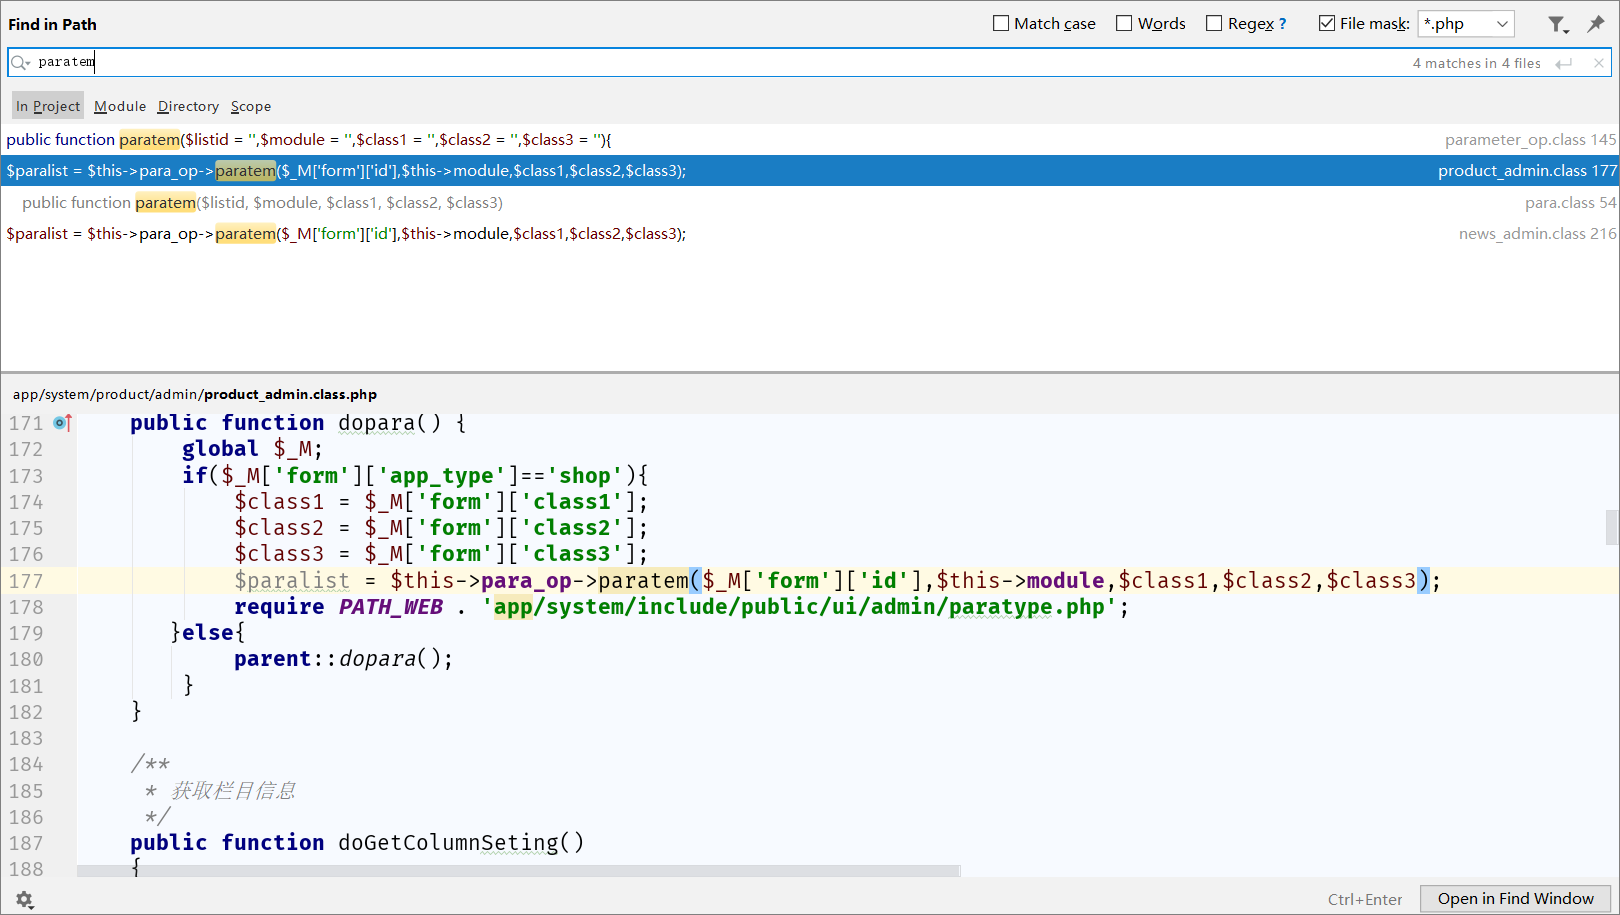 Find in Path
Match case
Words
Regex ?
File mask:
*.php
paratem
4 matches in 4 files
In Project
Module
Directory
Scope
public function paratem($listid = '',$module = '',$class1 = '',$class2 = '',$class3 = ''){
parameter_op.class 145
$paralist = $this->para_op->paratem($_M['form']['id'],$this->module,$class1,$class2,$class3);
product_admin.class 177
public function paratem($listid, $module, $class1, $class2, $class3)
para.class 54
$paralist = $this->para_op->paratem($_M['form']['id'],$this->module,$class1,$class2,$class3);
news_admin.class 216
app/system/product/admin/product_admin.class.php
171 public function dopara() {
172 global $_M;
173 if($_M['form']['app_type']=='shop'){
174 $class1 = $_M['form']['class1'];
175 $class2 = $_M['form']['class2'];
176 $class3 = $_M['form']['class3'];
177 $paralist = $this->para_op->paratem($_M['form']['id'],$this->module,$class1,$class2,$class3);
178 require PATH_WEB . 'app/system/include/public/ui/admin/paratype.php';
179 }else{
180 parent::dopara();
181 }
182 }
183
184 /**
185 * 获取栏目信息
186 */
187 public function doGetColumnSeting()
188 {
Ctrl+Enter
Open in Find Window